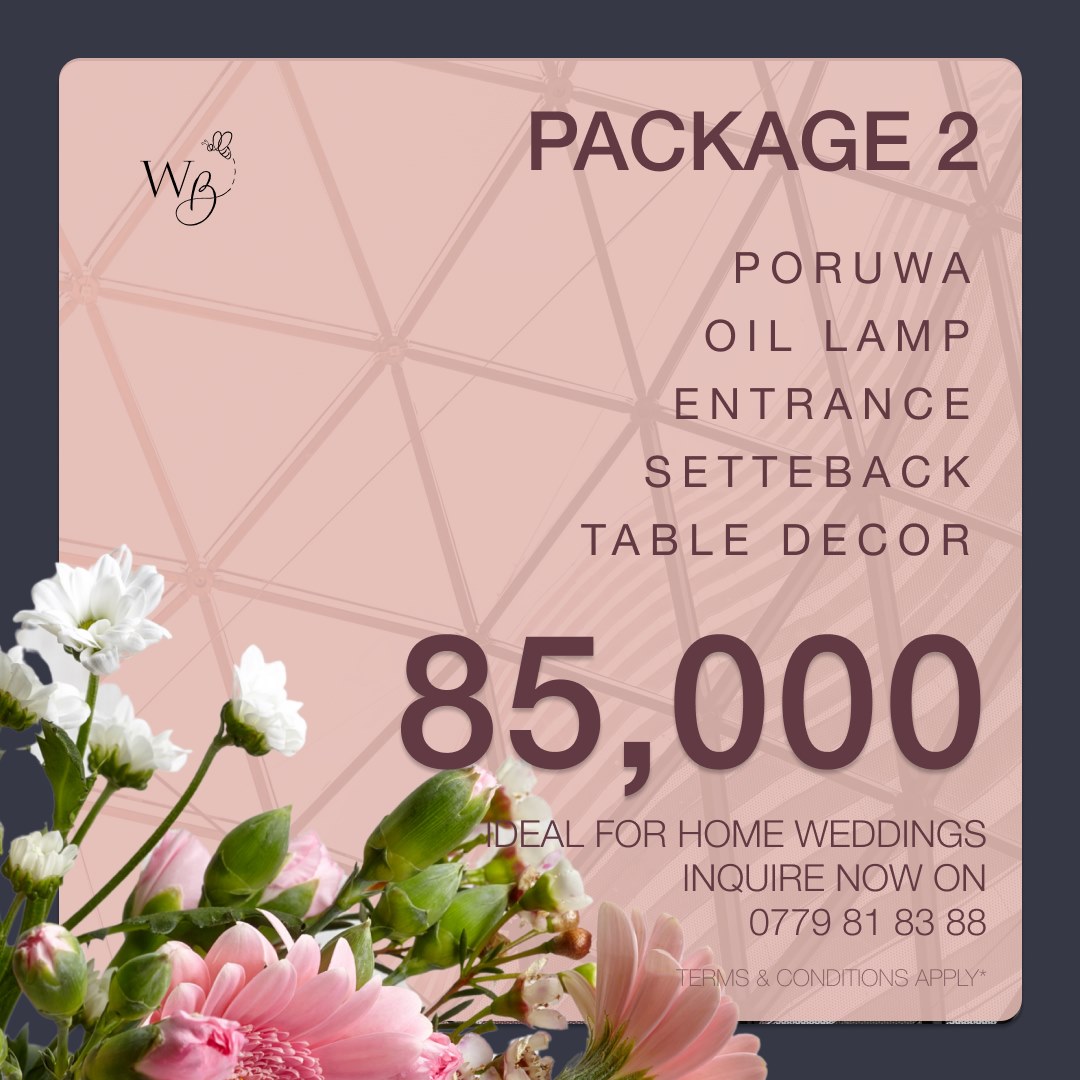 WB
PACKAGE 2
PORUWA
OIL LAMP
ENTRANCE
SETTEBACK
TABLE DECOR
85,000
IDEAL FOR HOME WEDDINGS
INQUIRE NOW ON
0779 81 83 88
TERMS & CONDITIONS APPLY*